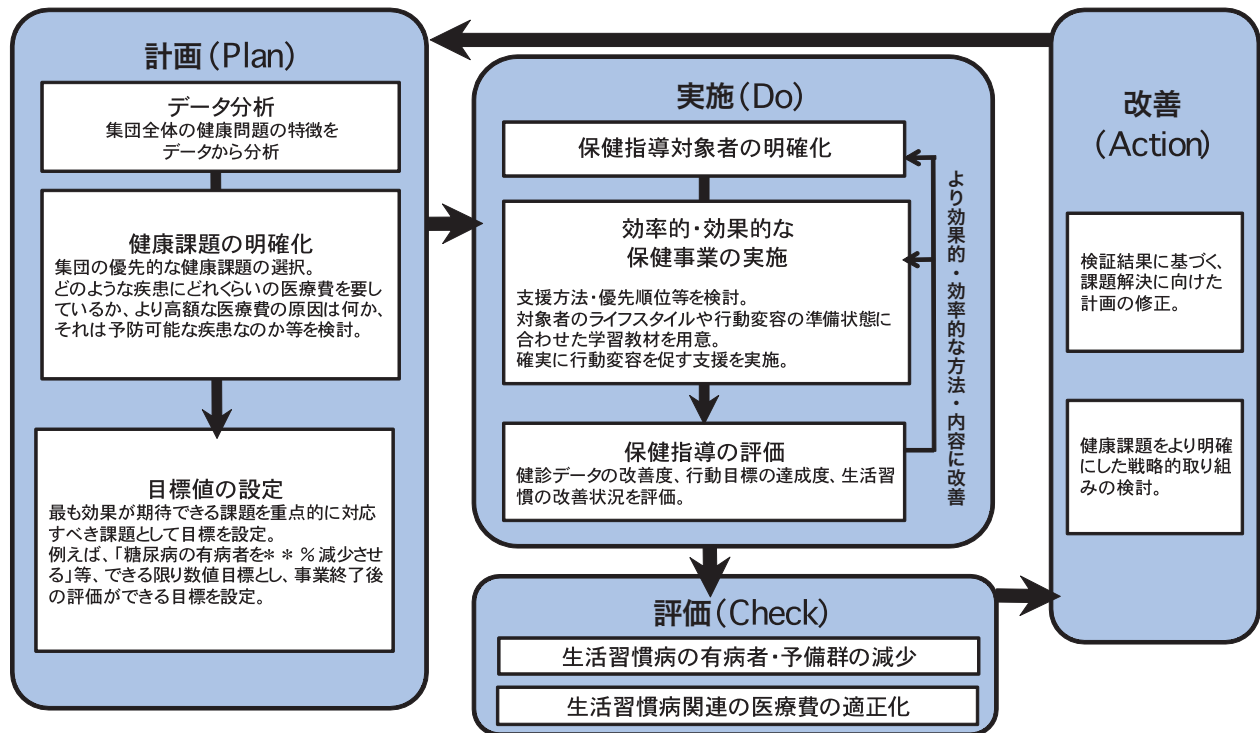 計画(Plan)
データ分析
集団全体の健康問題の特徴を
データから分析
健康課題の明確化
集団の優先的な健康課題の選択。
どのような疾患にどれくらいの医療費を要し
ているか、より高額な医療費の原因は何か、
それは予防可能な疾患なのか等を検討。
目標値の設定
最も効果が期待できる課題を重点的に対応
すべき課題として目標を設定。
例えば、「糖尿病の有病者を＊＊%減少させ
る」等、できる限り数値目標とし、事業終了後
の評価ができる目標を設定。
実施(Do)
保健指導対象者の明確化
効率的・効果的な
保健事業の実施
支援方法・優先順位等を検討。
対象者のライフスタイルや行動変容の準備状態に
合わせた学習教材を用意。
確実に行動変容を促す支援を実施。
保健指導の評価
健診データの改善度、行動目標の達成度、生活習
慣の改善状況を評価。
より効果的・効率的な方法・内容に改善
評価(Check)
生活習慣病の有病者・予備群の減少
生活習慣病関連の医療費の適正化
改善
(Action)
検証結果に基づく、
課題解決に向けた
計画の修正。
健康課題をより明確
にした戦略的取り組
みの検討。